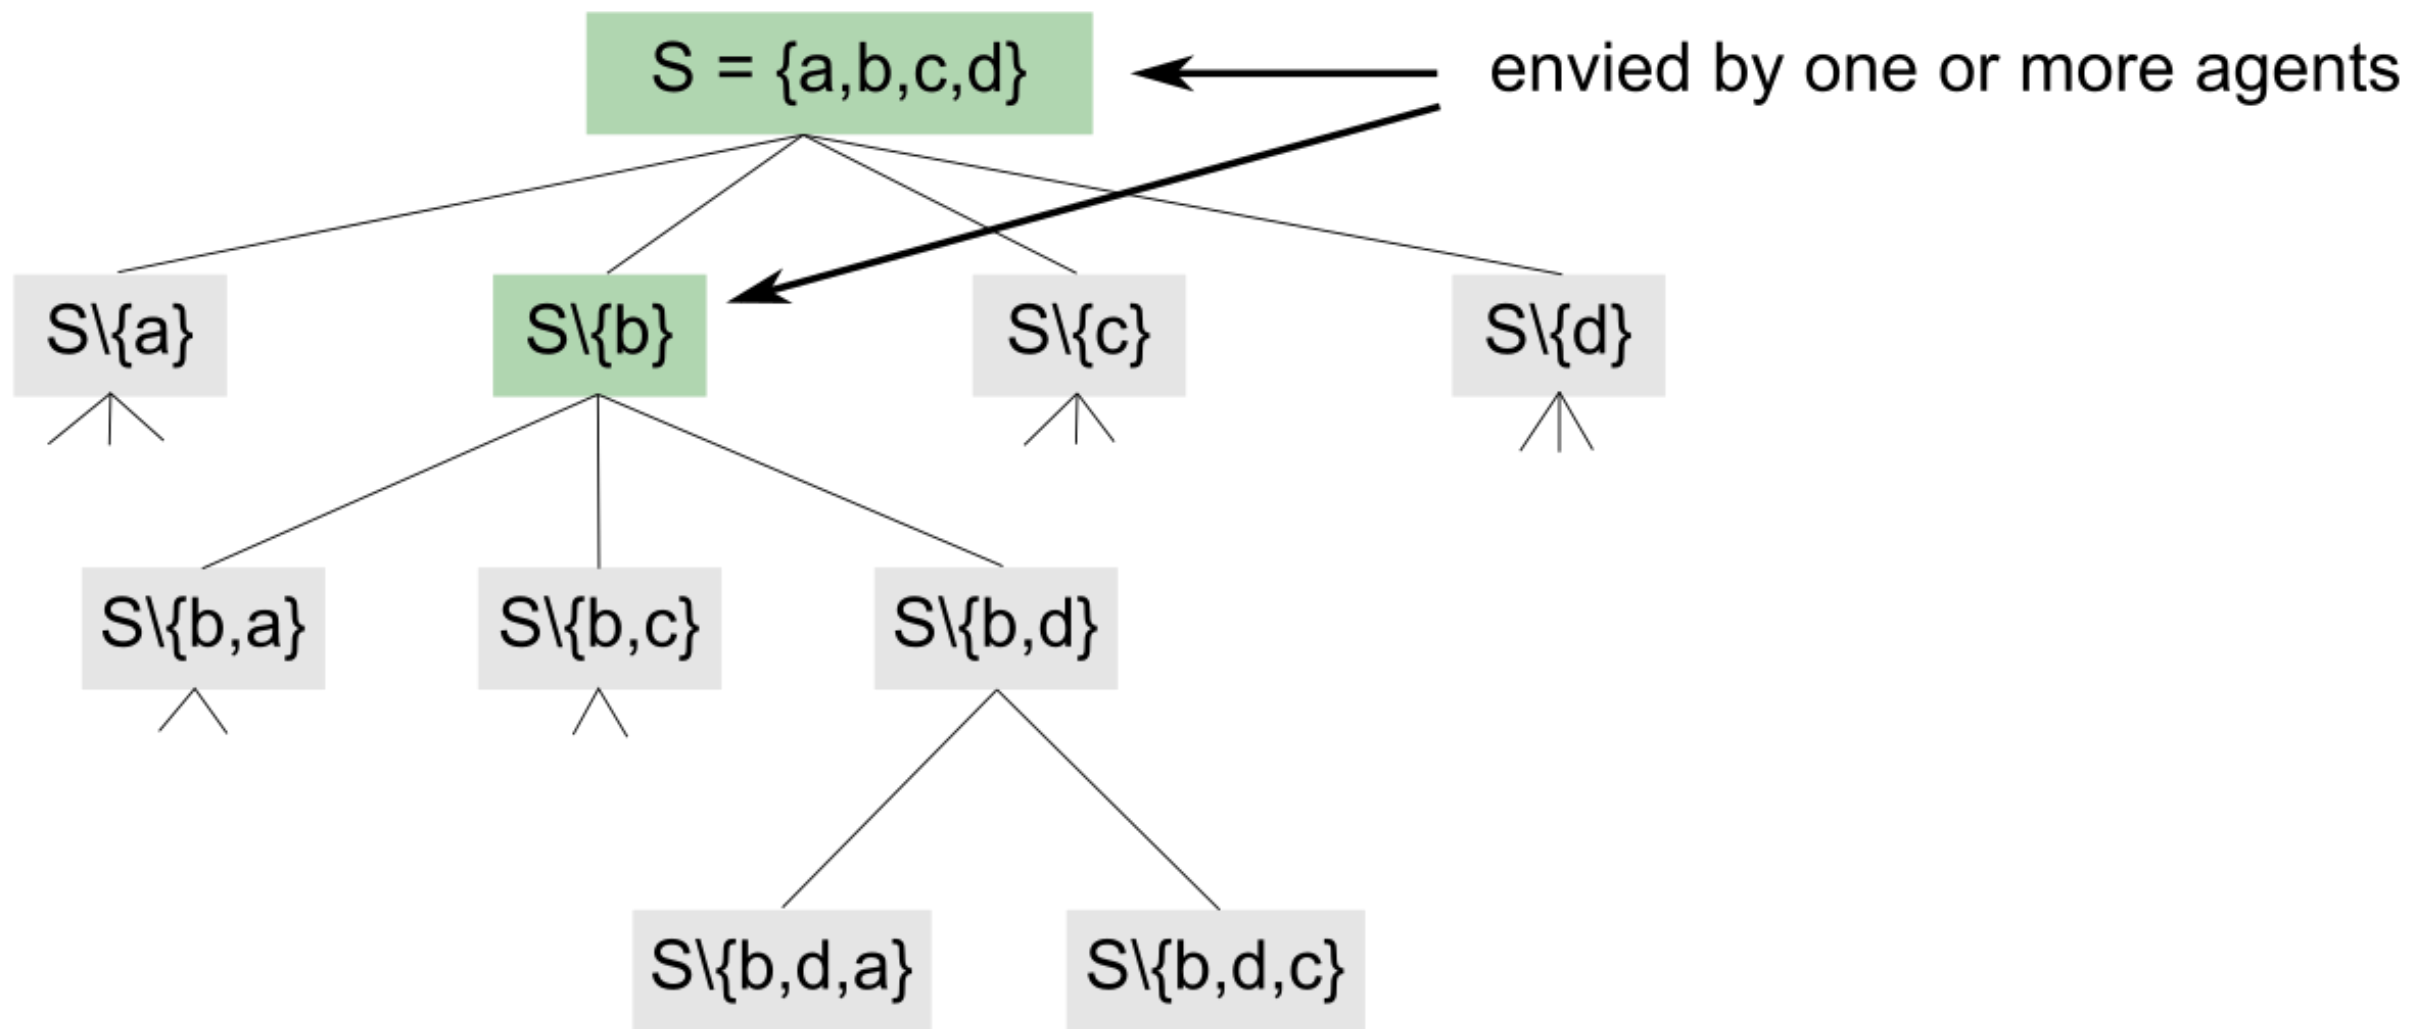 S = {a,b,c,d}
envied by one or more agents
S\{a}
S\{b}
S\{c}
S\{d}
S\{b,a}
S\{b,c}
S\{b,d}
S\{b,d,a}
S\{b,d,c}